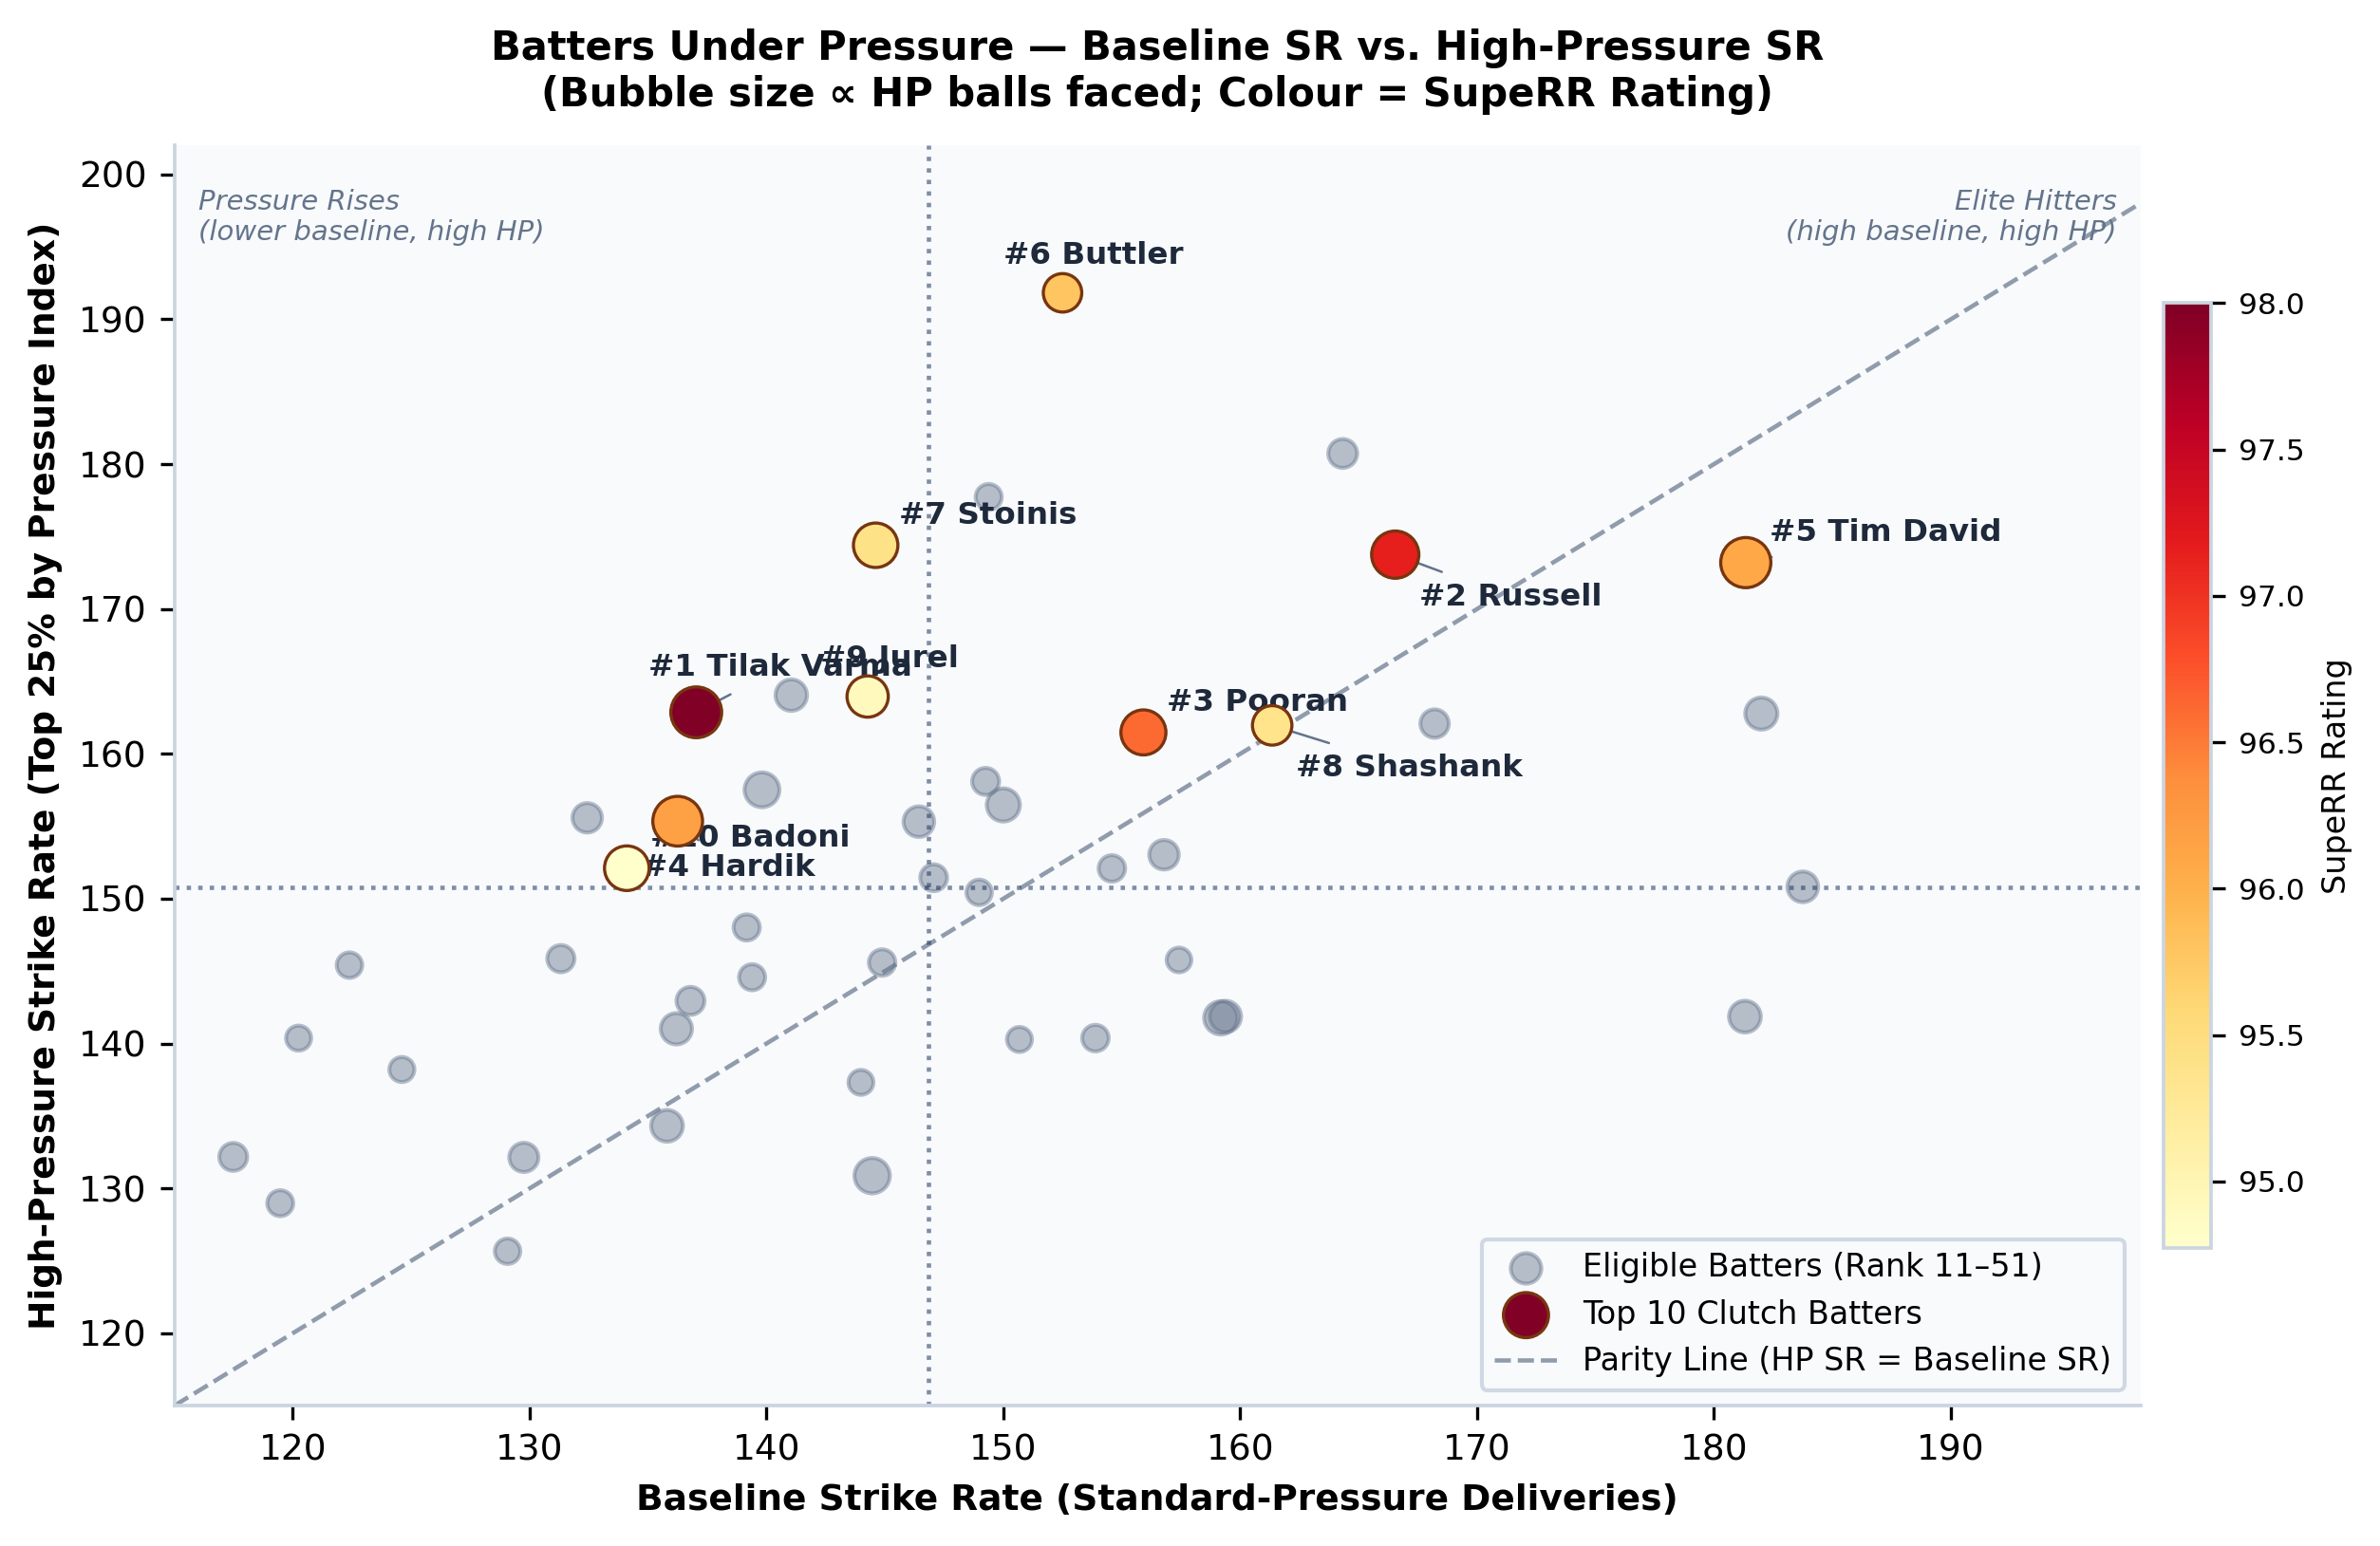 Batters Under Pressure — Baseline SR vs. High-Pressure SR
(Bubble size ∝ HP balls faced; Colour = SupeRR Rating)
200
190
180
170
160
150
140
130
120
High-Pressure Strike Rate (Top 25% by Pressure Index)
Pressure Rises
(lower baseline, high HP)
Elite Hitters
(high baseline, high HP)
#6 Buttler
#7 Stoinis
#5 Tim David
#2 Russell
#1 Tilak Varma
#9 Jurel
#3 Pooran
#8 Shashank
Badoni
#4 Hardik
98.0
97.5
97.0
96.5
96.0
95.5
95.0
SupeRR Rating
Eligible Batters (Rank 11–51)
Top 10 Clutch Batters
Parity Line (HP SR = Baseline SR)
120
130
140
150
160
170
180
190
Baseline Strike Rate (Standard-Pressure Deliveries)